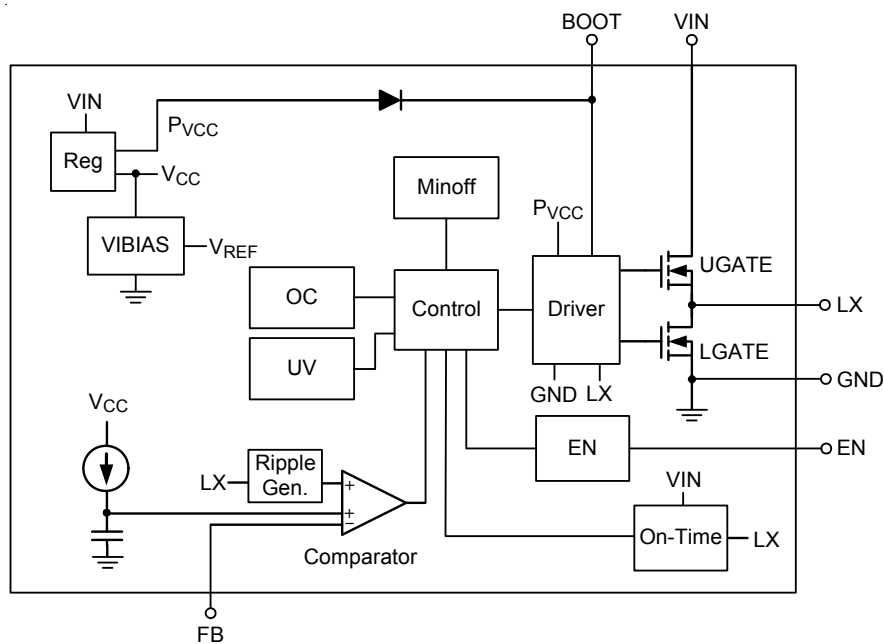 BOOT
VIN
VIN
PVCC
Reg
VCC
Minoff
VIBIAS
VREF
PVCC
UGATE
OC
Control
Driver
LX
UV
LGATE
GND
LX
GND
VCC
EN
EN
Ripple
Gen.
LX
+
+
−
VIN
On-Time
LX
Comparator
FB